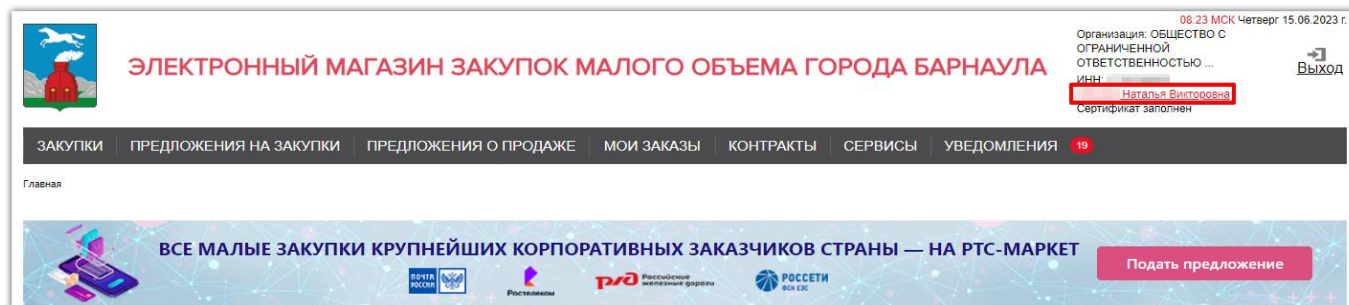 08:23 МСК Четверг 15.06.2023 г.
Организация: ОБЩЕСТВО С
ОГРАНИЧЕННОЙ
ОТВЕТСТВЕННОСТЬЮ ...
ИНН:
Наталья Викторовна
Сертификат заполнен
Выход
ЭЛЕКТРОННЫЙ МАГАЗИН ЗАКУПОК МАЛОГО ОБЪЕМА ГОРОДА БАРНАУЛА
ЗАКУПКИ ПРЕДЛОЖЕНИЯ НА ЗАКУПКИ ПРЕДЛОЖЕНИЯ О ПРОДАЖЕ МОИ ЗАКАЗЫ КОНТРАКТЫ СЕРВИСЫ УВЕДОМЛЕНИЯ 19
Главная
ВСЕ МАЛЫЕ ЗАКУПКИ КРУПНЕЙШИХ КОРПОРАТИВНЫХ ЗАКАЗЧИКОВ СТРАНЫ — НА РТС-МАРКЕТ
Подать предложение
ПОЧТА
РОССИИ
Ростелеком
РЖД
Российские
железные дороги
РОССЕТИ
ФСК ЕЭС